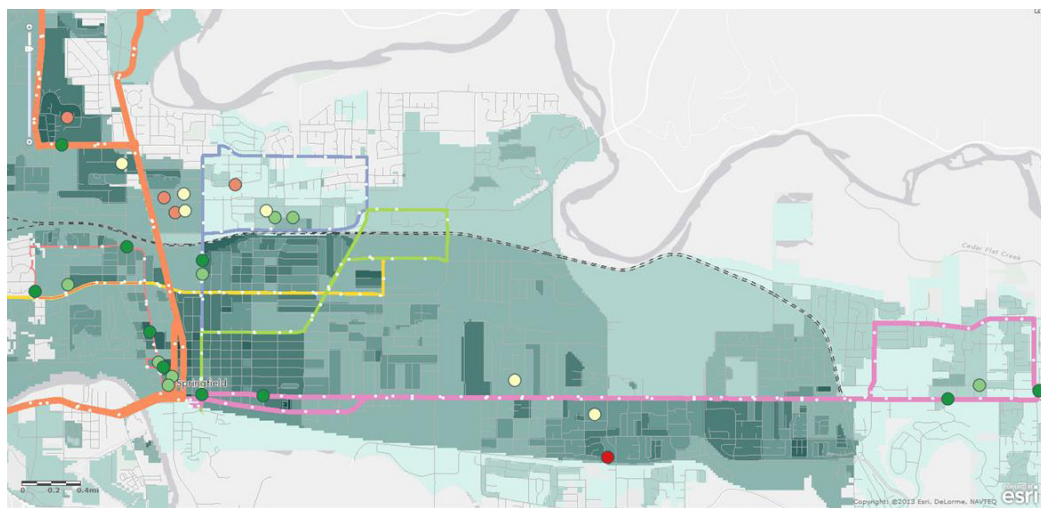 Cedar Flat Creek
Springfield
0 0.2 0.4mi
Copyright: ©2013 Esri, DeLorme, NAVTEQ
esri